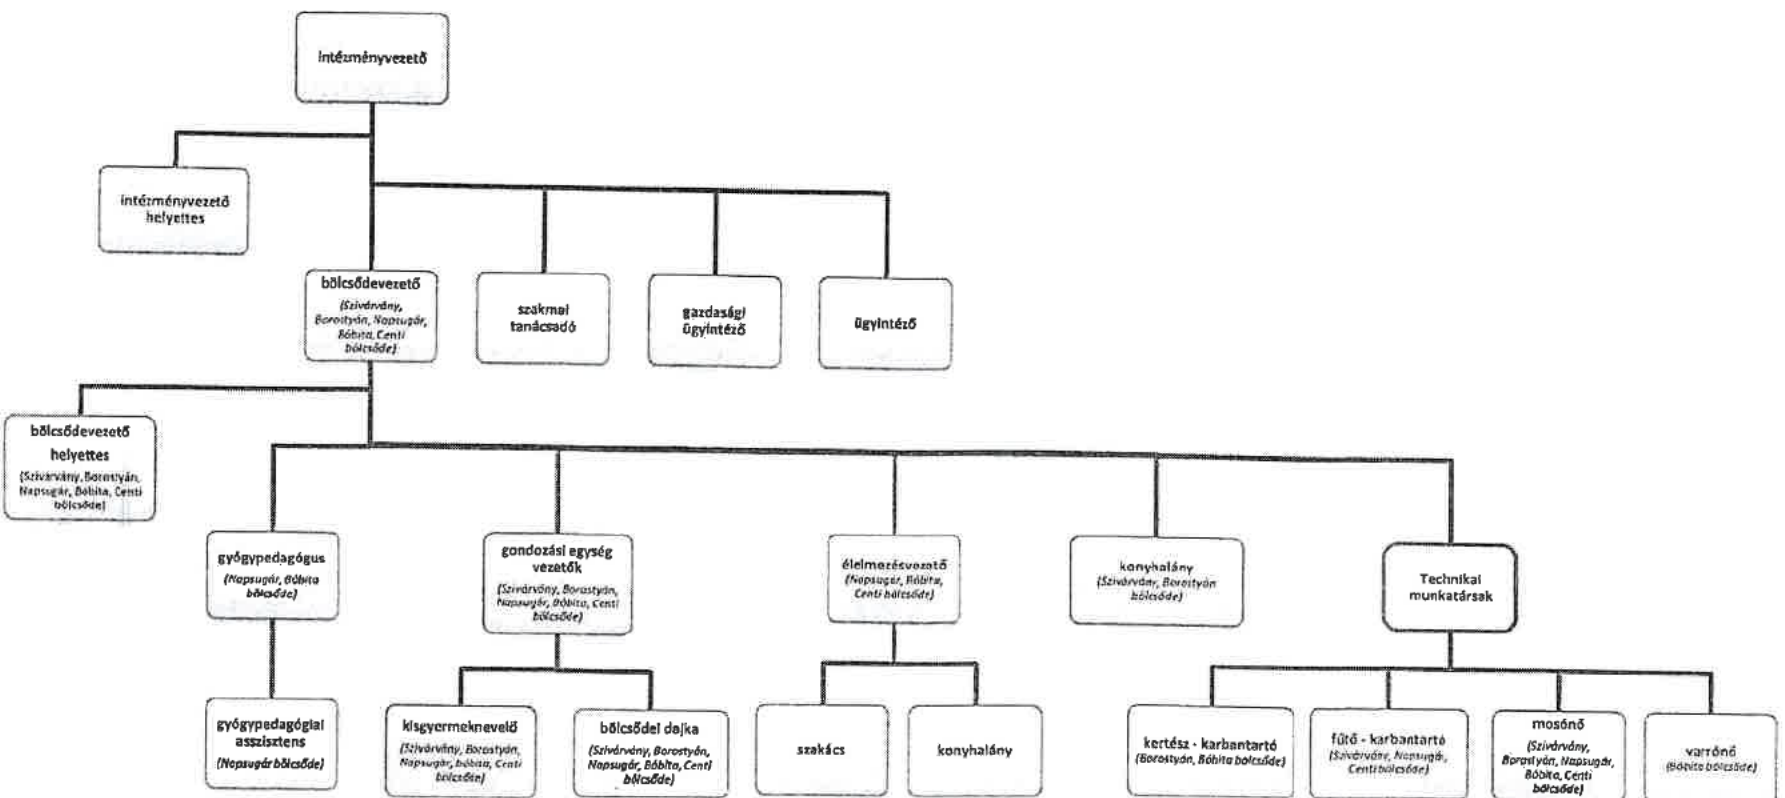 intézményvezető
intézményvezető
helyettes
bölcsődevezető
(Szivárvány,
Borostyán, Napsugár,
Bóbita, Centi
bölcsőde)
szakmai
tanácsadó
gazdasági
ügyintéző
ügyintéző
bölcsődevezető
helyettes
(Szivárvány, Borostyán,
Napsugár, Bóbita, Centi
bölcsőde)
gyógypedagógus
(Napsugár, Bóbita
bölcsőde)
gondozási egység
vezetők
(Szivárvány, Borostyán,
Napsugár, Bóbita, Centi
bölcsőde)
élelmezésvezető
(Napsugár, Bóbita,
Centi bölcsőde)
konyhalány
(Szivárvány, Borostyán
bölcsőde)
Technikai
munkatársak
gyógypedagógiai
asszisztens
(Napsugár bölcsőde)
kisgyermeknevelő
(Szivárvány, Borostyán,
Napsugár, Bóbita, Centi
bölcsőde)
bölcsődei dajka
(Szivárvány, Borostyán,
Napsugár, Bóbita, Centi
bölcsőde)
szakács
konyhalány
kertész - karbantartó
(Borostyán, Bóbita bölcsőde)
fűtő - karbantartó
(Szivárvány, Napsugár,
Centi bölcsőde)
mosónő
(Szivárvány,
Borostyán, Napsugár,
Bóbita, Centi
bölcsőde)
varrónő
(Bóbita bölcsőde)